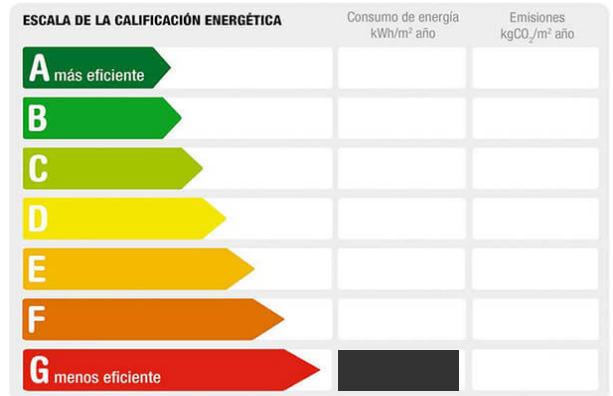 ESCALA DE LA CALIFICACIÓN ENERGÉTICA
Consumo de energía
kWh/m² año
Emisiones
kgCO₂/m² año
A más eficiente
B
C
D
E
F
G menos eficiente